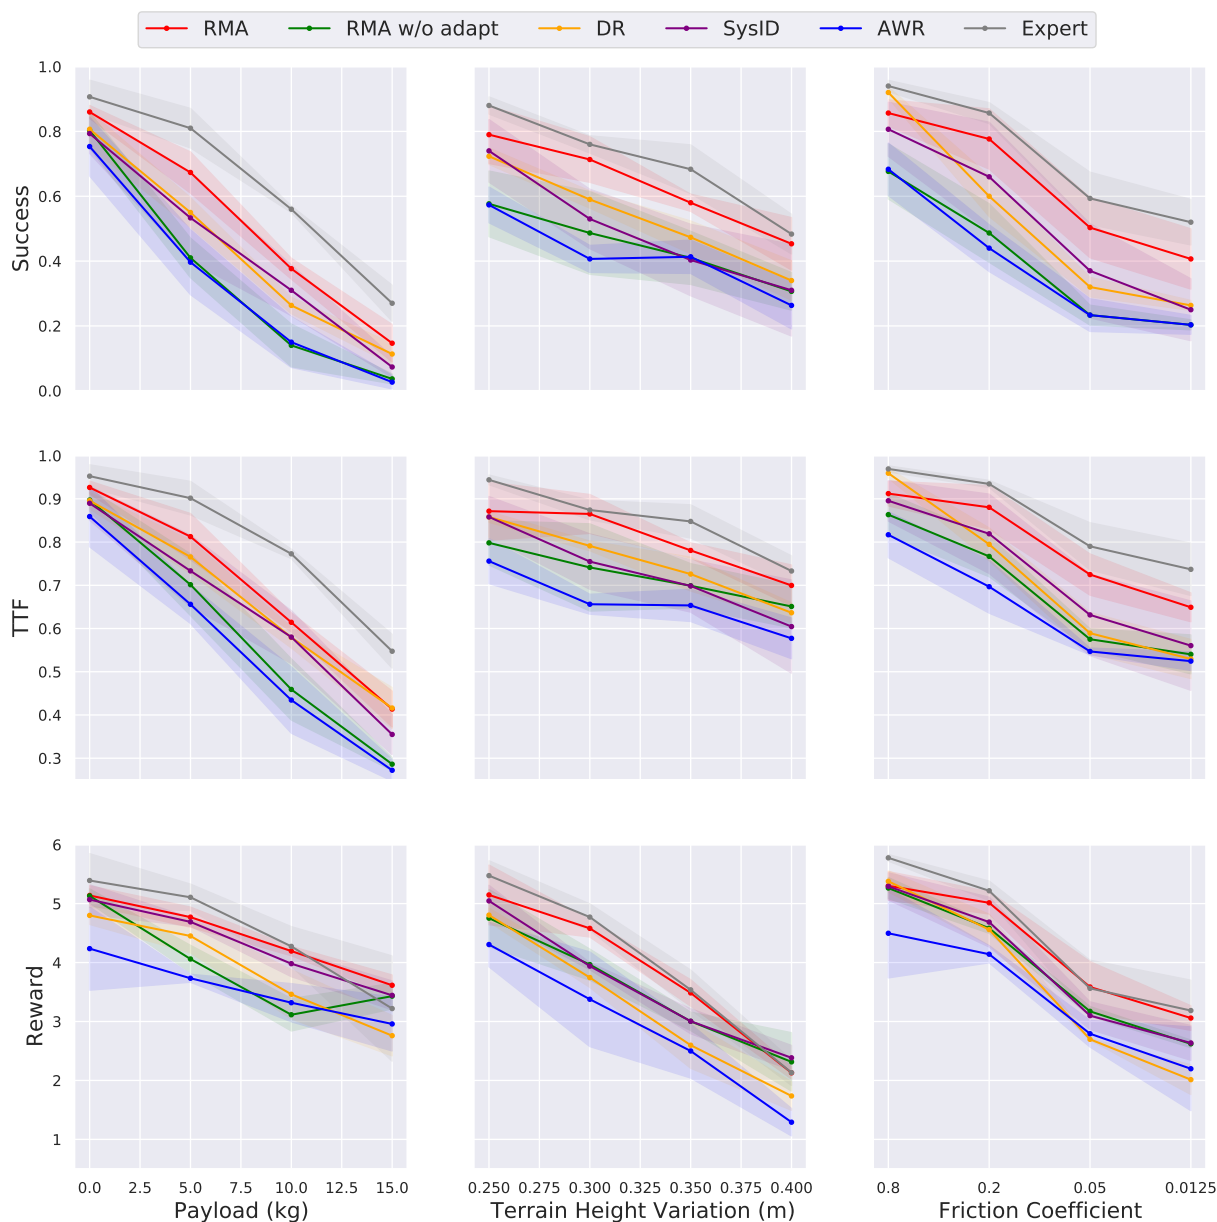 RMA RMA w/o adapt DR SysID AWR Expert
Success
1.0
0.8
0.6
0.4
0.2
0.0
TTF
1.0
0.9
0.8
0.7
0.6
0.5
0.4
0.3
Reward
6
5
4
3
2
1
0.0 2.5 5.0 7.5 10.0 12.5 15.0
Payload (kg)
0.250 0.275 0.300 0.325 0.350 0.375 0.400
Terrain Height Variation (m)
0.8 0.2 0.05 0.0125
Friction Coefficient